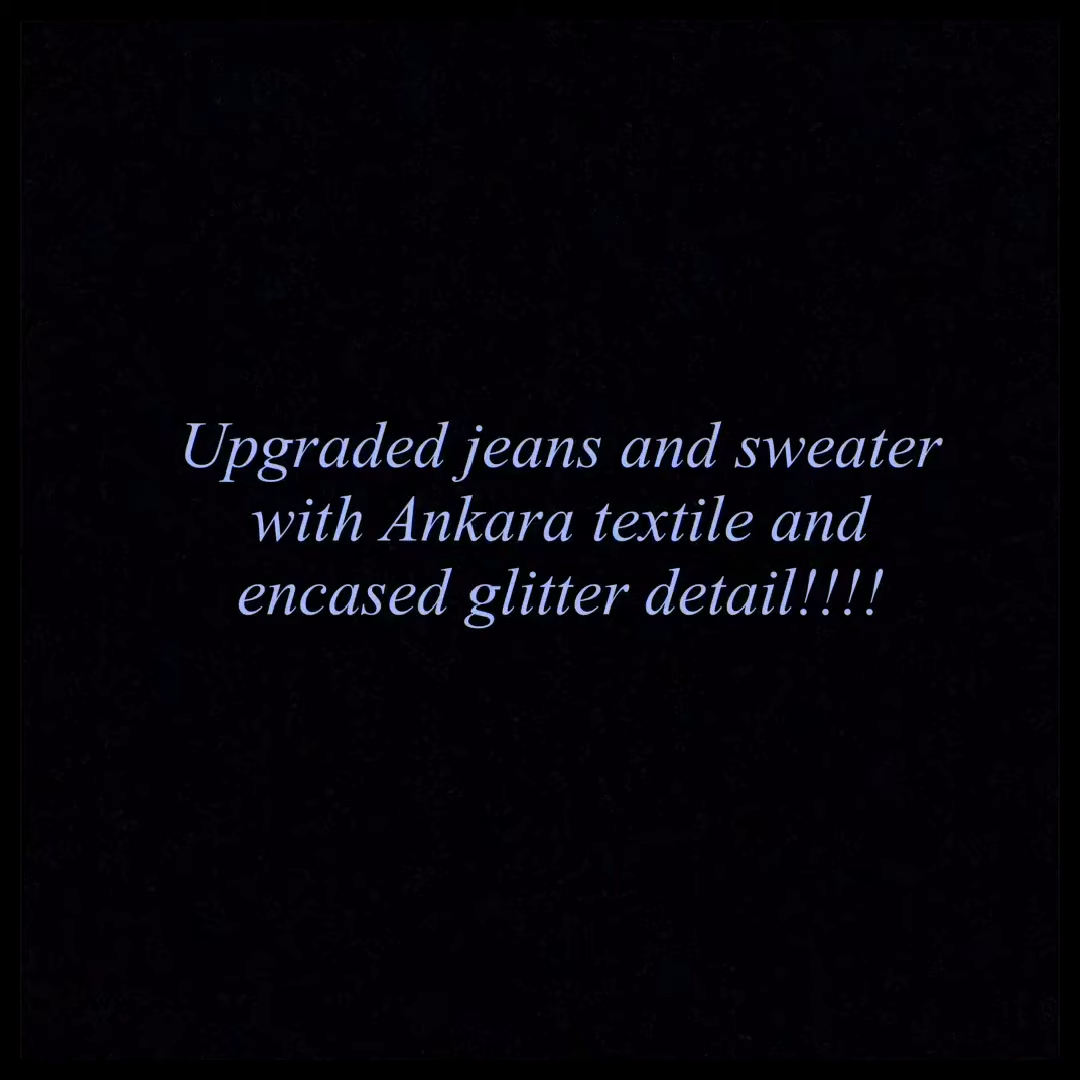 Upgraded jeans and sweater
with Ankara textile and
encased glitter detail!!!!